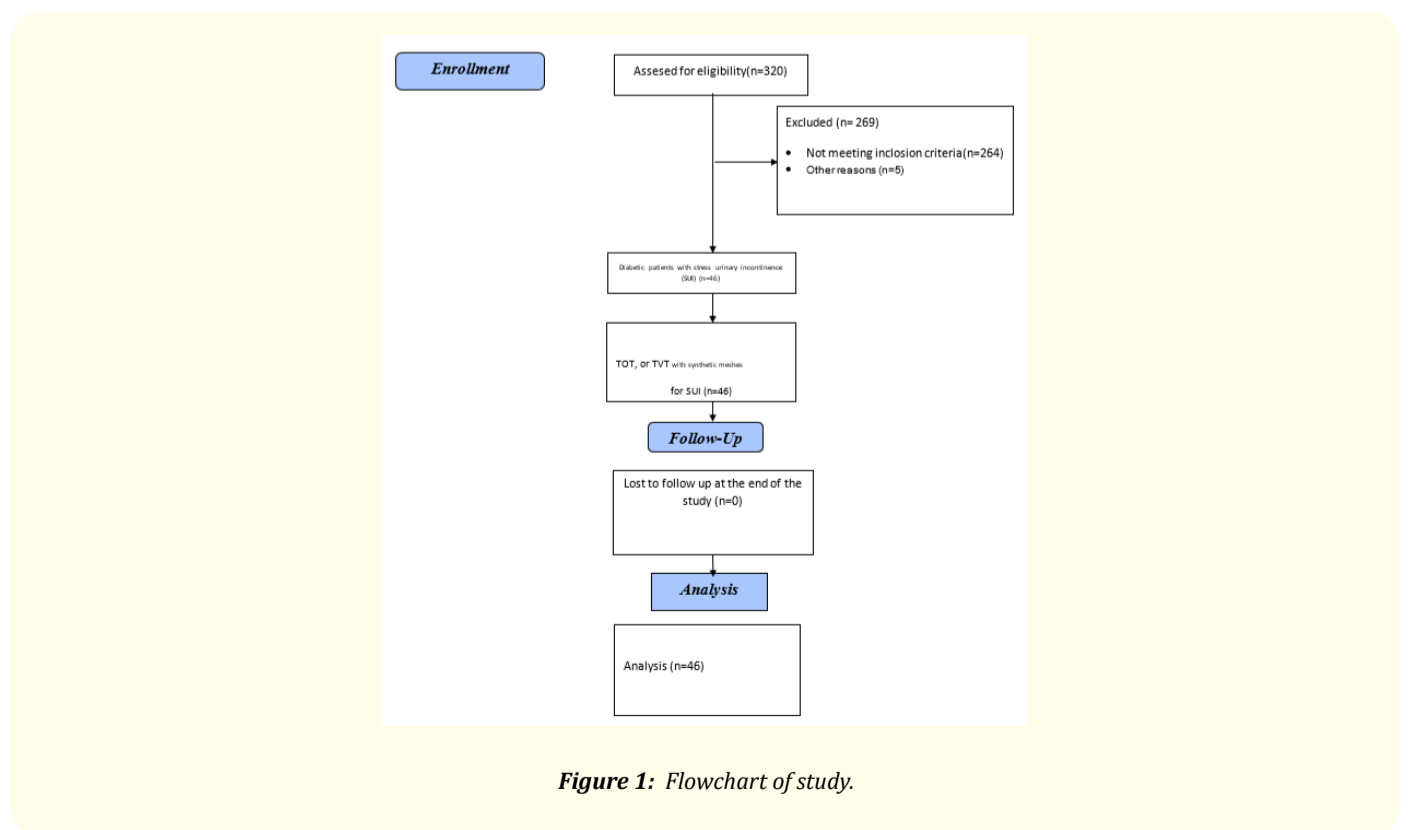 Enrollment
Assesed for eligibility(n=320)
Excluded (n= 269)
• Not meeting inclosion criteria(n=264)
• Other reasons (n=5)
Diabetic patients with stress urinary incontinence
(SUI) (n=46)
TOT, or TVT with synthetic meshes
for SUI (n=46)
Follow-Up
Lost to follow up at the end of the
study (n=0)
Analysis
Analysis (n=46)
Figure 1: Flowchart of study.